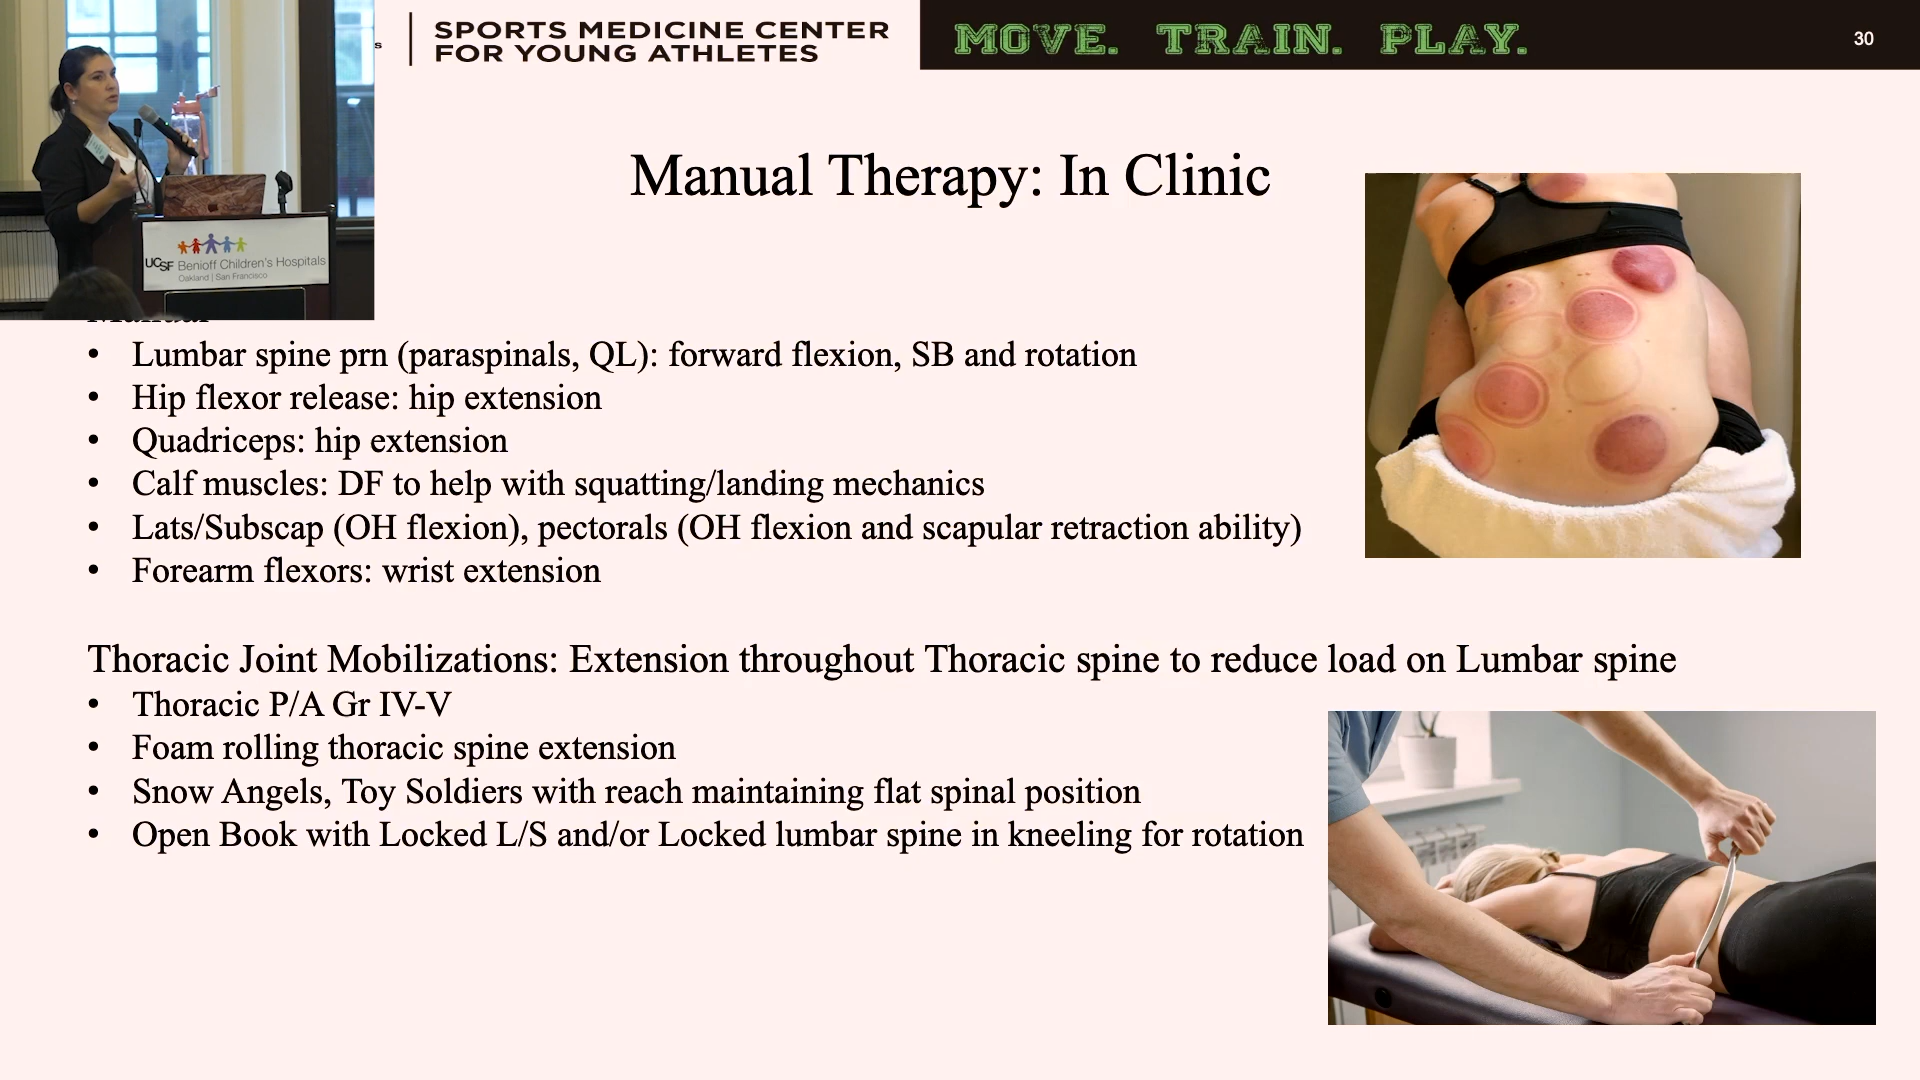 s
SPORTS MEDICINE CENTER
FOR YOUNG ATHLETES
MOVE. TRAIN. PLAY.
30
UCSF Benioff Children's Hospitals
Oakland | San Francisco
Manual Therapy: In Clinic
• Lumbar spine prn (paraspinals, QL): forward flexion, SB and rotation
• Hip flexor release: hip extension
• Quadriceps: hip extension
• Calf muscles: DF to help with squatting/landing mechanics
• Lats/Subscap (OH flexion), pectorals (OH flexion and scapular retraction ability)
• Forearm flexors: wrist extension
Thoracic Joint Mobilizations: Extension throughout Thoracic spine to reduce load on Lumbar spine
• Thoracic P/A Gr IV-V
• Foam rolling thoracic spine extension
• Snow Angels, Toy Soldiers with reach maintaining flat spinal position
• Open Book with Locked L/S and/or Locked lumbar spine in kneeling for rotation